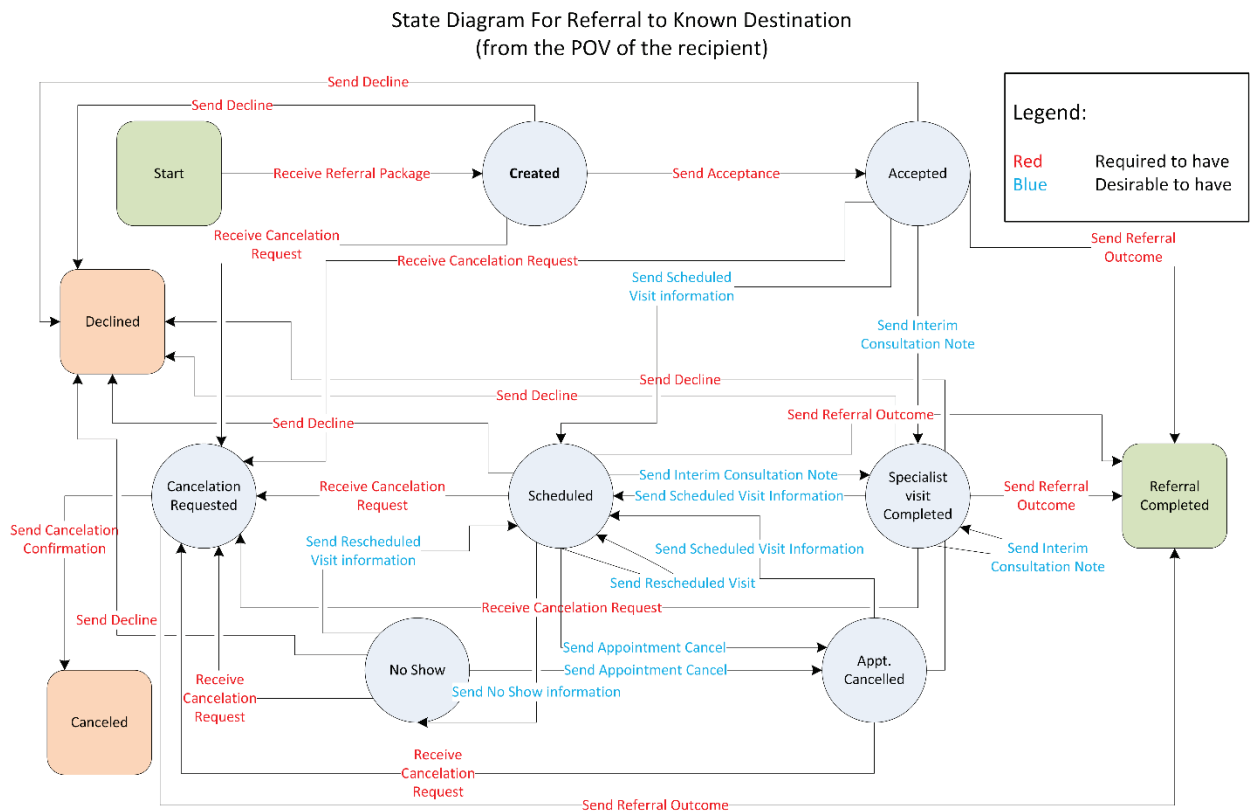 State Diagram For Referral to Known Destination
(from the POV of the recipient)
Send Decline
Send Decline
Legend:
Red Required to have
Blue Desirable to have
Start
Receive Referral Package
Created
Send Acceptance
Accepted
Receive Cancelation
Request
Receive Cancelation Request
Send Referral
Outcome
Send Scheduled
Visit information
Declined
Send Interim
Consultation Note
Send Decline
Send Decline
Send Decline
Send Referral Outcome
Cancelation
Requested
Receive Cancelation
Request
Scheduled
Send Interim Consultation Note
Send Scheduled Visit Information
Specialist
visit
Completed
Send Referral
Outcome
Referral
Completed
Send Cancelation
Confirmation
Send Rescheduled
Visit information
Send Scheduled Visit Information
Send Interim
Consultation Note
Send Rescheduled Visit
Receive Cancelation Request
Send Decline
Send Appointment Cancel
No Show
Send Appointment Cancel
Appt.
Cancelled
Send No Show information
Receive
Cancelation
Request
Canceled
Receive
Cancelation
Request
Send Referral Outcome